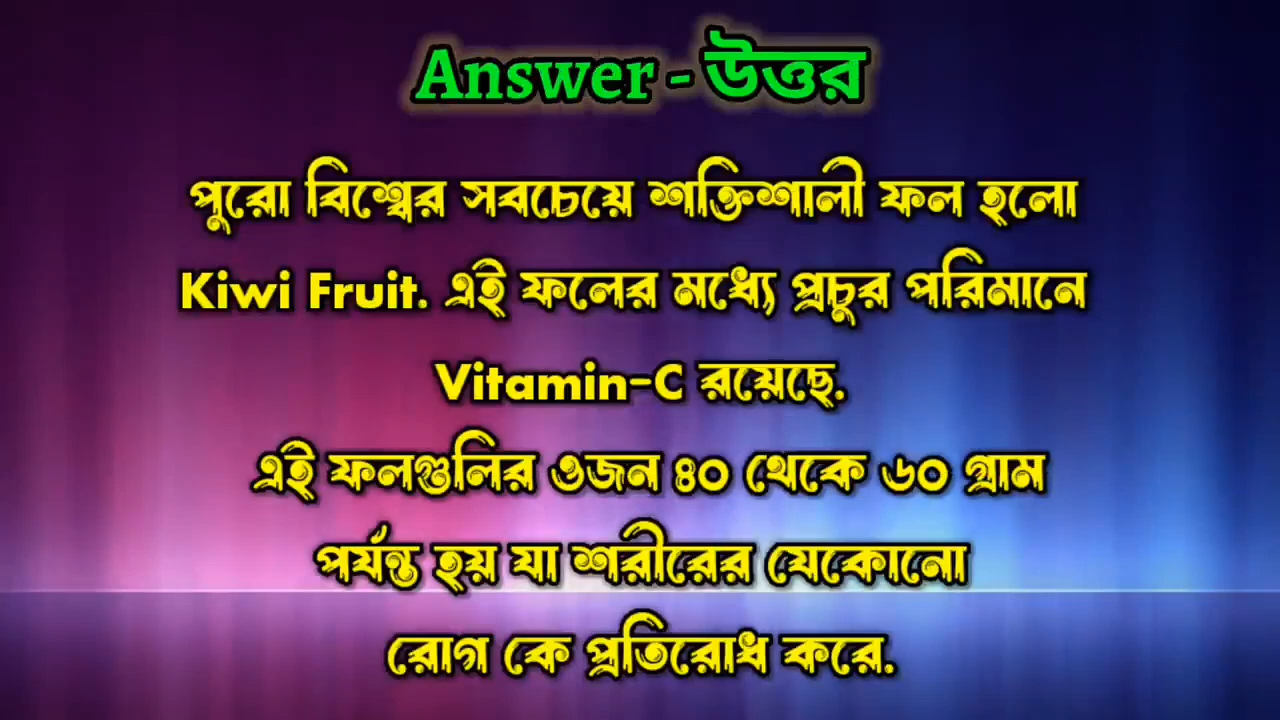 Answer - উত্তর
পুরো বিশ্বের সবচেয়ে শক্তিশালী ফল হলো
Kiwi Fruit. এই ফলের মধ্যে প্রচুর পরিমানে
Vitamin-C রয়েছে.
এই ফলগুলির ওজন ৪০ থেকে ৬০ গ্রাম
পর্যন্ত হয় যা শরীরের যেকোনো
রোগ কে প্রতিরোধ করে.